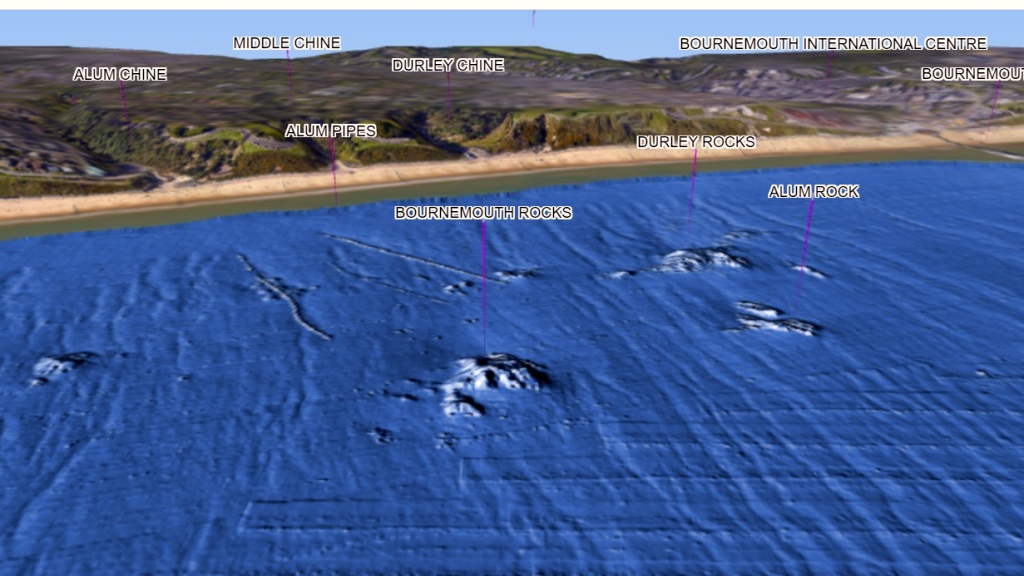 MIDDLE CHINE
BOURNEMOUTH INTERNATIONAL CENTRE
DURLEY CHINE
ALUM CHINE
BOURNEMOUT
ALUM PIPES
DURLEY ROCKS
ALUM ROCK
BOURNEMOUTH ROCKS